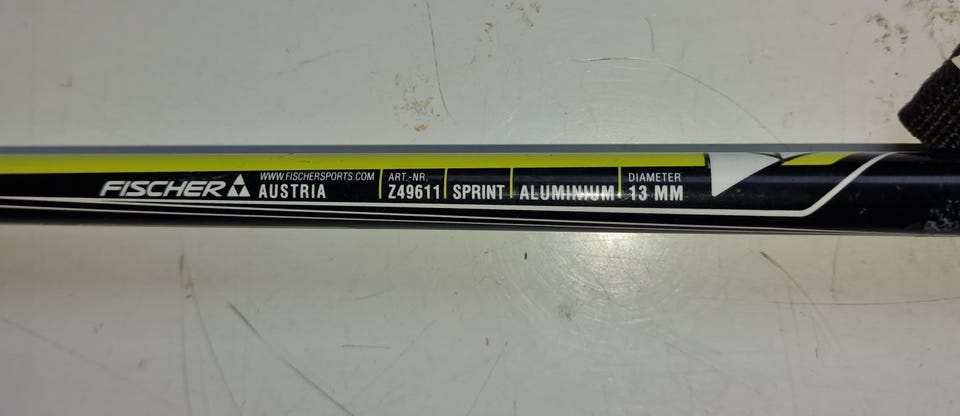 FISCHER
WWW.FISCHERSPORTS.COM
AUSTRIA
ART.-NR.
Z49611
SPRINT
ALUMINIUM
DIAMETER
13 MM